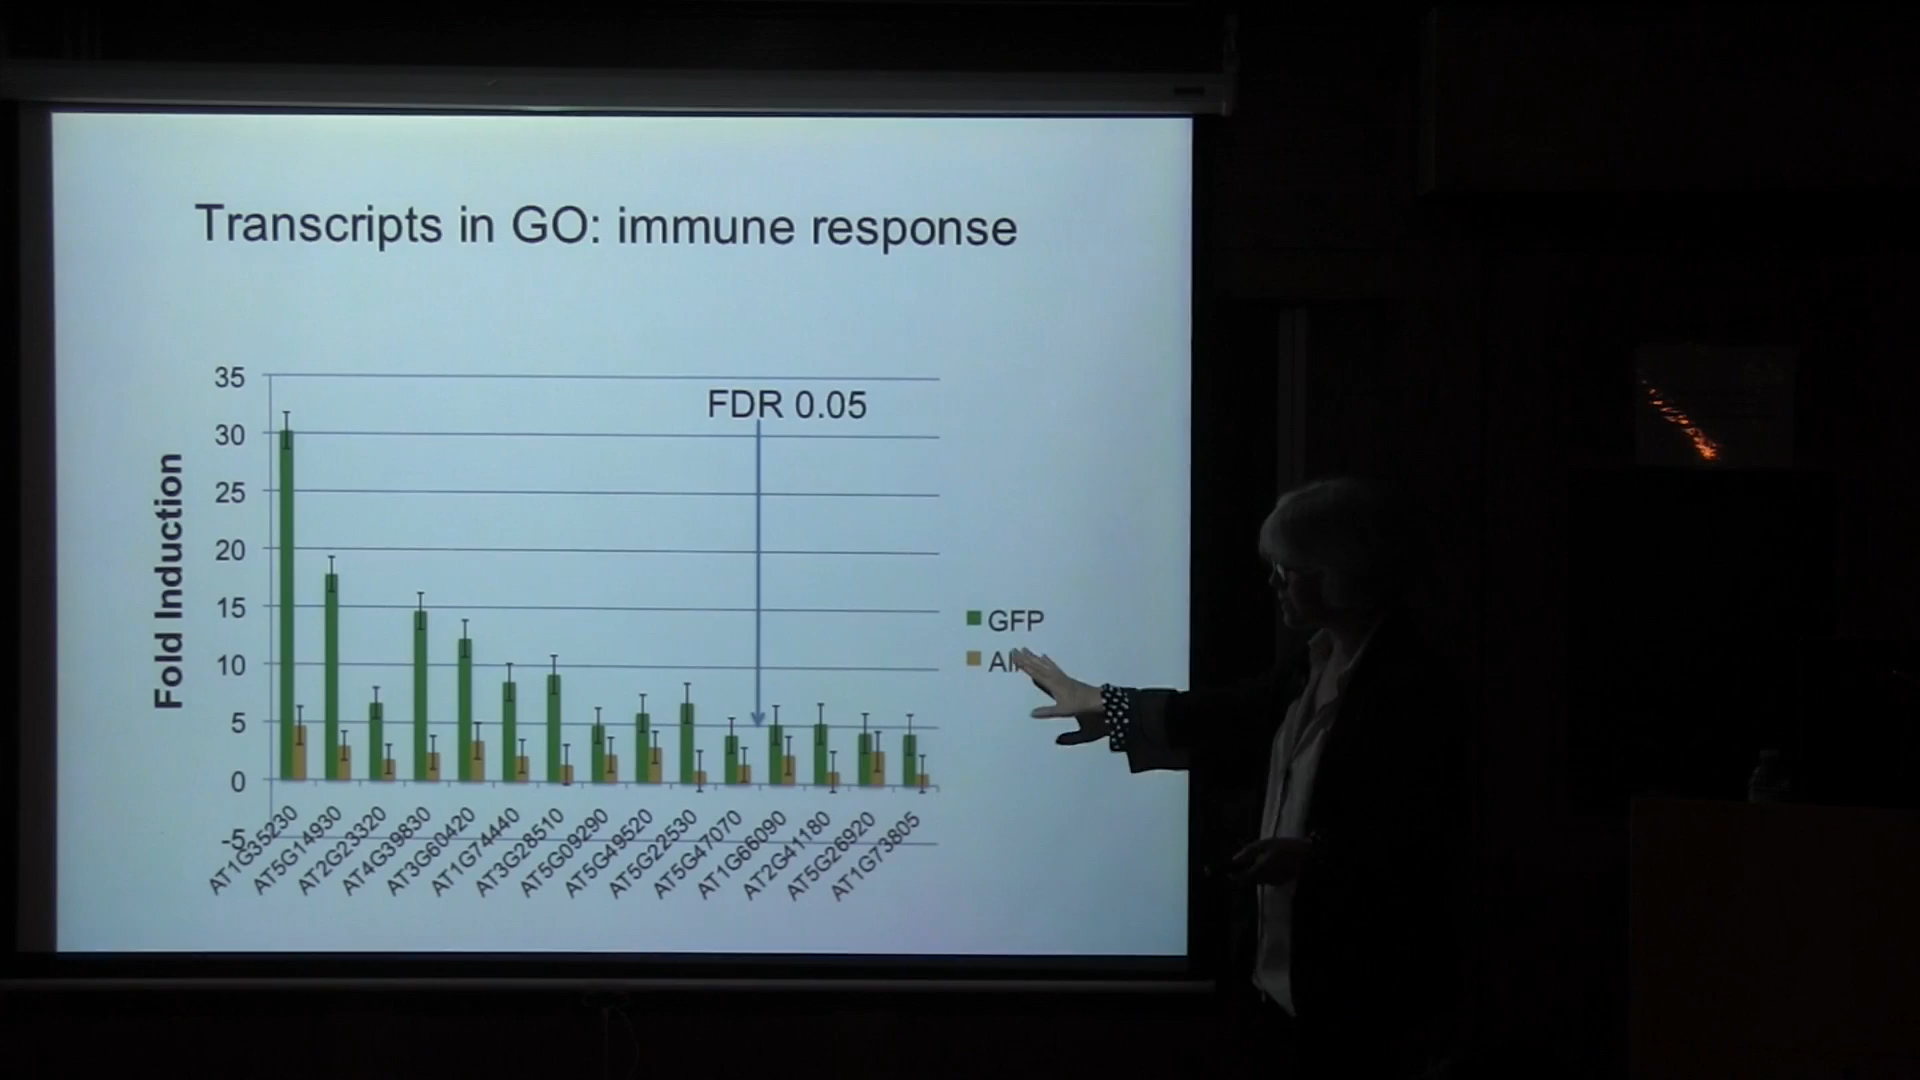 Transcripts in GO: immune response
35
30
25
20
15
10
5
0
-5
Fold Induction
FDR 0.05
GFP
AT1G35230
AT5G14930
AT2G23320
AT4G39830
AT3G60420
AT1G74440
AT3G28510
AT5G09290
AT5G49520
AT5G22530
AT5G47070
AT1G66090
AT2G41180
AT5G26920
AT1G73805